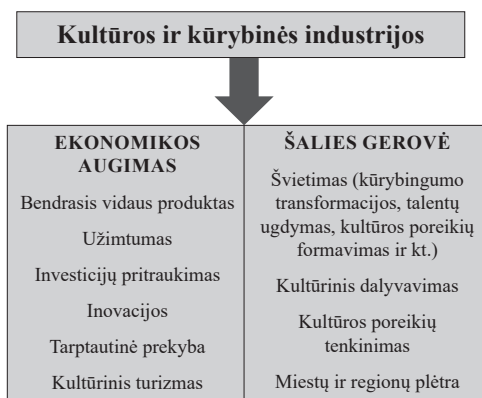 Kultūros ir kūrybinės industrijos
EKONOMIKOS
AUGIMAS
Bendrasis vidaus produktas
Užimtumas
Investicijų pritraukimas
Inovacijos
Tarptautinė prekyba
Kultūrinis turizmas
ŠALIES GEROVĖ
Švietimas (kūrybingumo
transformacijos, talentų
ugdymas, kultūros poreikių
formavimas ir kt.)
Kultūrinis dalyvavimas
Kultūros poreikių
tenkinimas
Miestų ir regionų plėtra